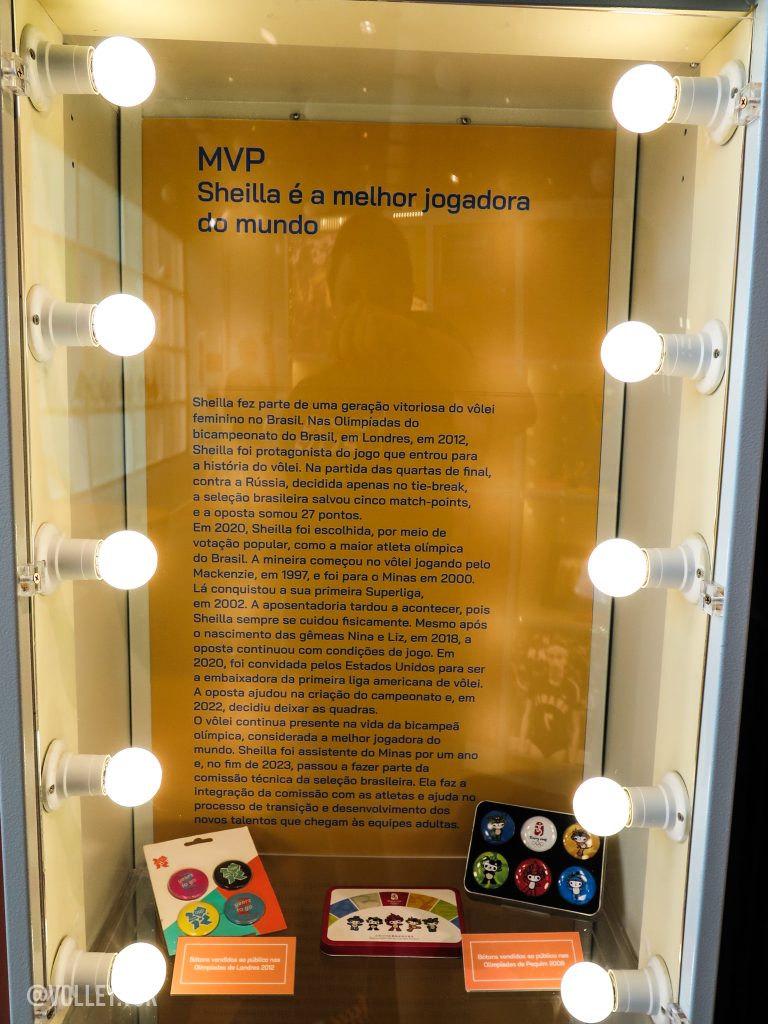 MVP
Sheilla é a melhor jogadora
do mundo
Sheilla fez parte de uma geração vitoriosa do vôlei
feminino no Brasil. Nas Olimpíadas do
bicampeonato do Brasil, em Londres, em 2012,
Sheilla foi protagonista do jogo que entrou para
a história do vôlei. Na partida das quartas de final,
contra a Rússia, decidida apenas no tie-break,
a seleção brasileira salvou cinco match-points,
e a oposta somou 27 pontos.
Em 2020, Sheilla foi escolhida, por meio de
votação popular, como a maior atleta olímpica
do Brasil. A mineira começou no vôlei jogando pelo
Mackenzie, em 1997, e foi para o Minas em 2000.
Lá conquistou a sua primeira Superliga,
em 2002. A aposentadoria tardou a acontecer, pois
Sheilla sempre se cuidou fisicamente. Mesmo após
o nascimento das gêmeas Nina e Liz, em 2018, a
oposta continuou com condições de jogo. Em
2020, foi convidada pelos Estados Unidos para ser
a embaixadora da primeira liga americana de vôlei.
A oposta ajudou na criação do campeonato e, em
2022, decidiu deixar as quadras.
O vôlei continua presente na vida da bicampeã
olímpica, considerada a melhor jogadora do
mundo. Sheilla foi assistente do Minas por um ano
e, no fim de 2023, passou a fazer parte da
comissão técnica da seleção brasileira. Ela faz a
integração da comissão com as atletas e ajuda no
processo de transição e desenvolvimento dos
novos talentos que chegam às equipes adultas.
years
to go
years
to go
Bótons vendidos ao público nas
Olimpíadas de Londres 2012
Bótons vendidos ao público nas
Olimpíadas de Pequim 2008